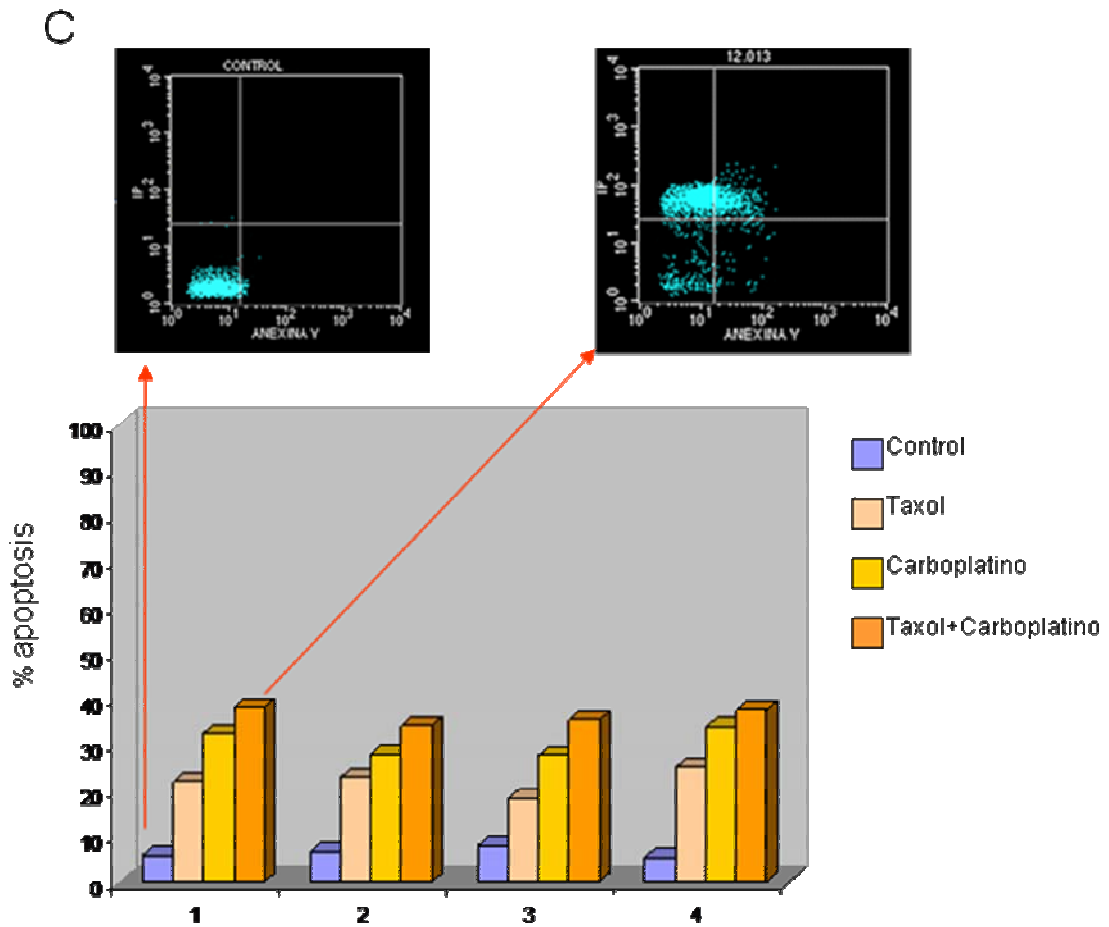 C
CONTROL
10^4
10^3
IP
10^2
10^1
10^0
10^0 10^1 10^2 10^3 10^4
ANEXINA V
12.013
10^4
10^3
IP
10^2
10^1
10^0
10^0 10^1 10^2 10^3 10^4
ANEXINA V
% apoptosis
100
90
80
70
60
50
40
30
20
10
0
1 2 3 4
Control
Taxol
Carboplatino
Taxol+Carboplatino